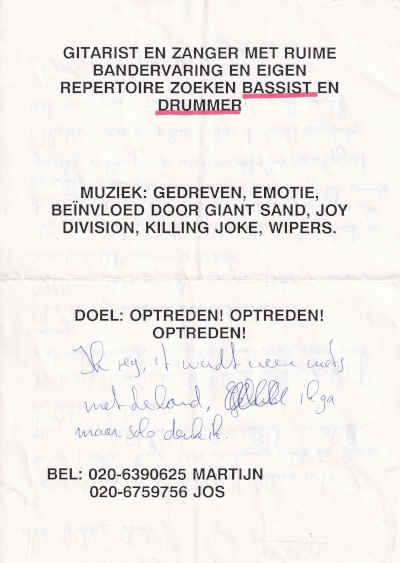 GITARIST EN ZANGER MET RUIME
BANDERVARING EN EIGEN
REPERTOIRE ZOEKEN BASSIST EN
DRUMMER
MUZIEK: GEDREVEN, EMOTIE,
BEÏNVLOED DOOR GIANT SAND, JOY
DIVISION, KILLING JOKE, WIPERS.
DOEL: OPTREDEN! OPTREDEN!
OPTREDEN!
Ik zeg, it wordt weer niets
met de band, ik ga
maar solo denk ik.
BEL: 020-6390625 MARTIJN
020-6759756 JOS